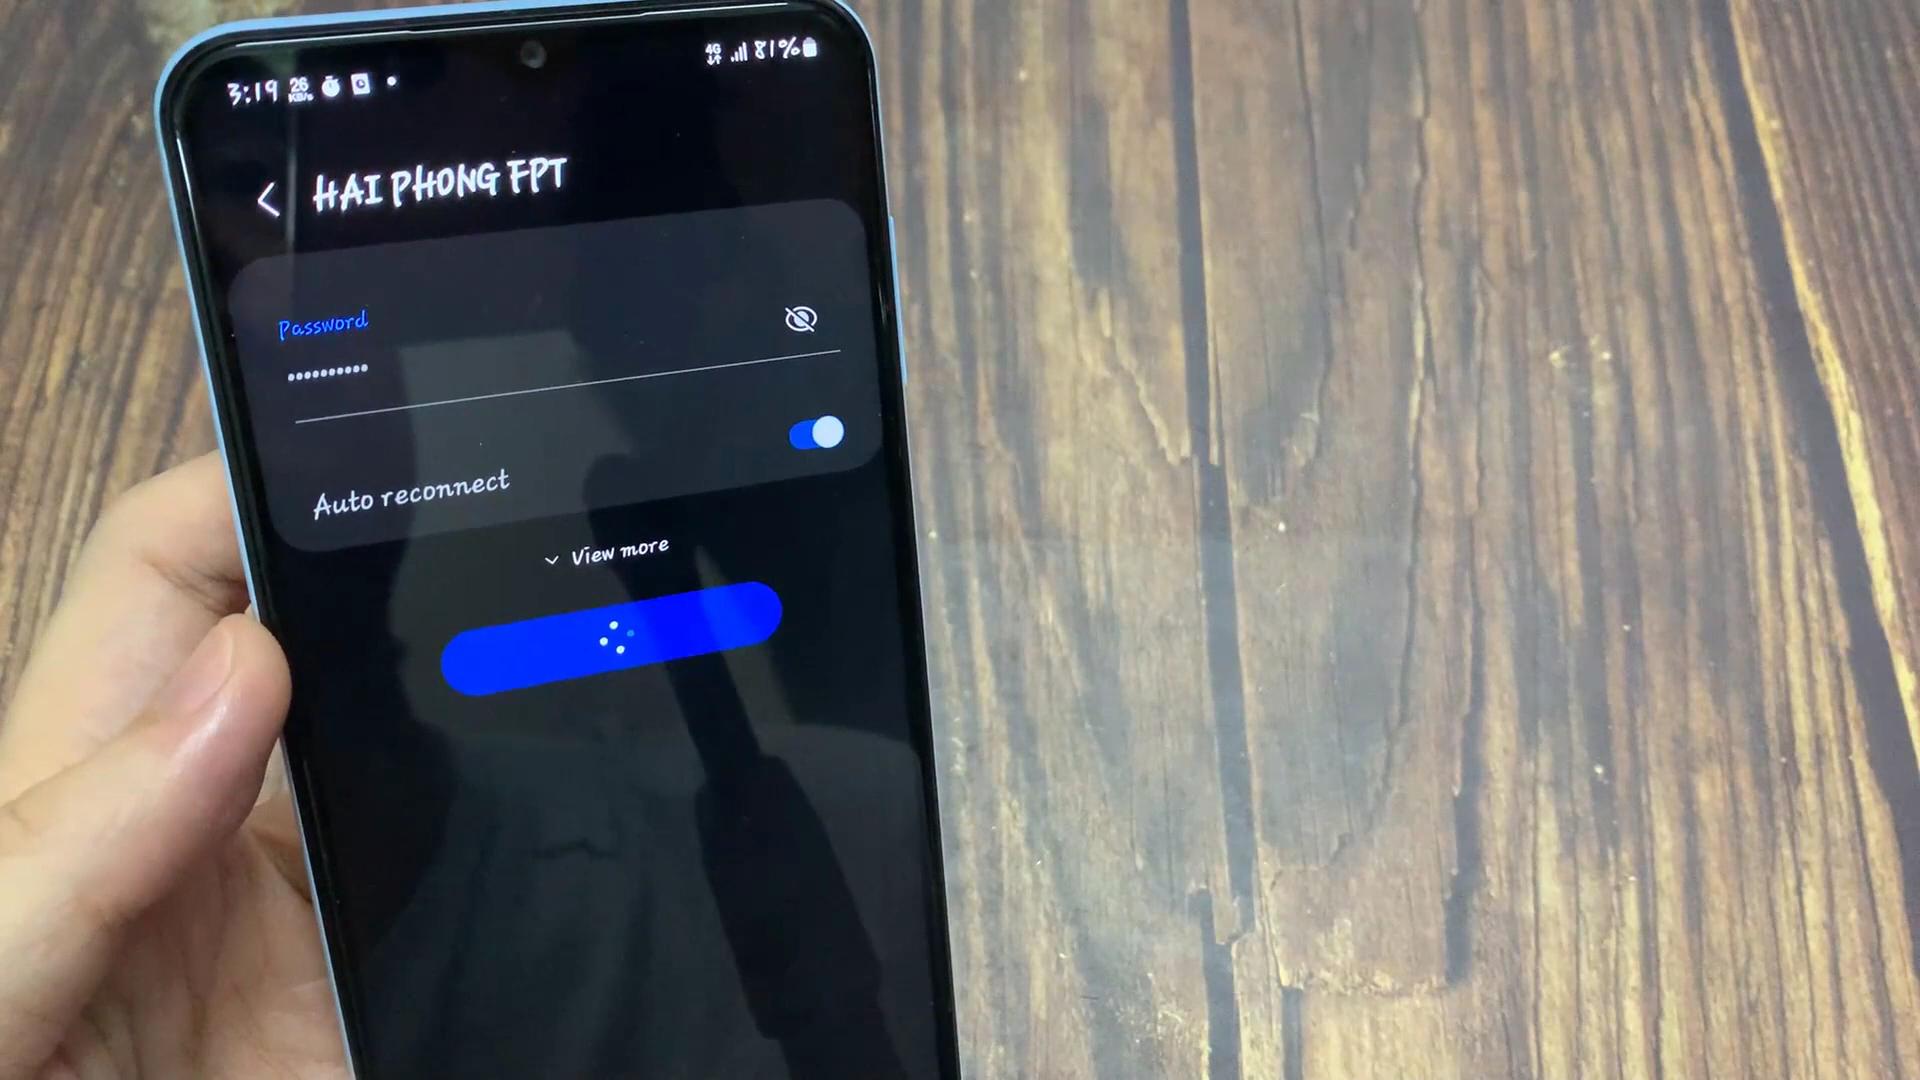 3:19 26 KB/s 4G 81%
HAI PHONG FPT
Password
••••••••••
Auto reconnect
View more